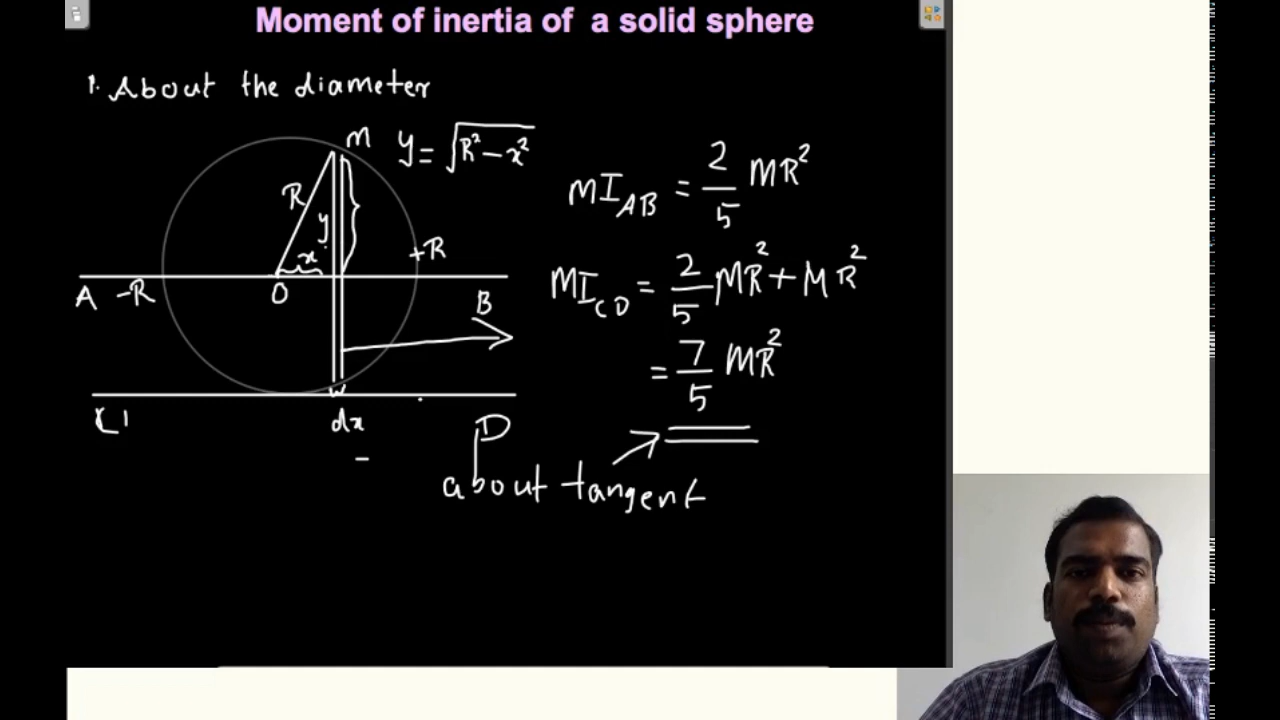 Moment of inertia of a solid sphere
1. About the diameter
M y = √(R² − x²)
R
y
x
+R
A −R O B
dx
D
MI_AB = 2/5 MR²
MI_CD = 2/5 MR² + MR²
= 7/5 MR²
about tangent